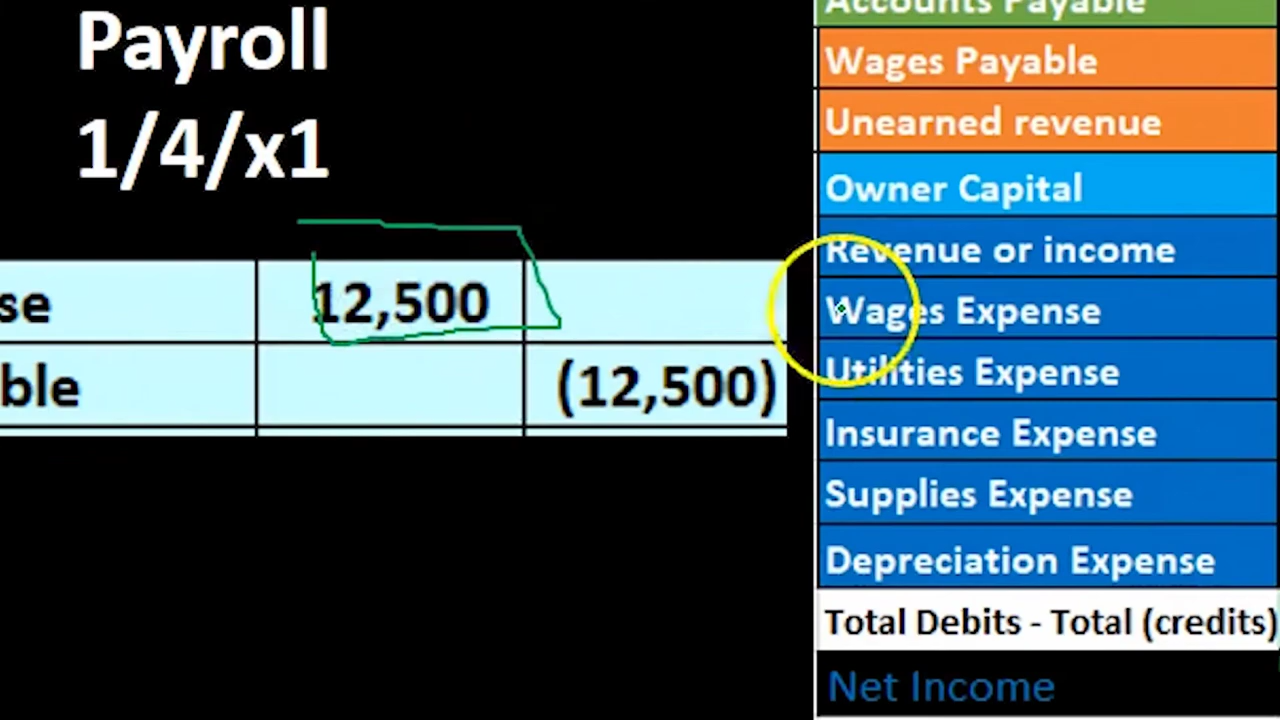 Payroll
1/4/x1
se 12,500
ble (12,500)
Accounts Payable
Wages Payable
Unearned revenue
Owner Capital
Revenue or income
Wages Expense
Utilities Expense
Insurance Expense
Supplies Expense
Depreciation Expense
Total Debits - Total (credits)
Net Income